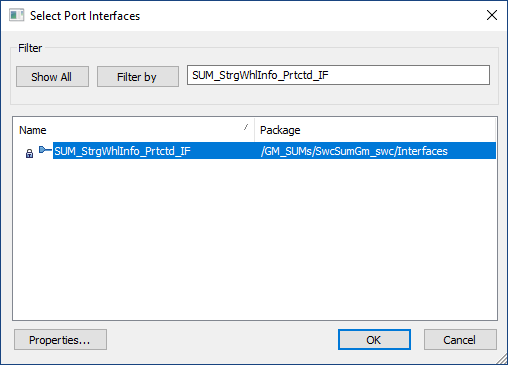 Select Port Interfaces
Filter
Show All Filter by SUM_StrgWhlInfo_Prtctd_IF
Name Package
SUM_StrgWhlInfo_Prtctd_IF /GM_SUMs/SwcSumGm_swc/Interfaces
Properties... OK Cancel